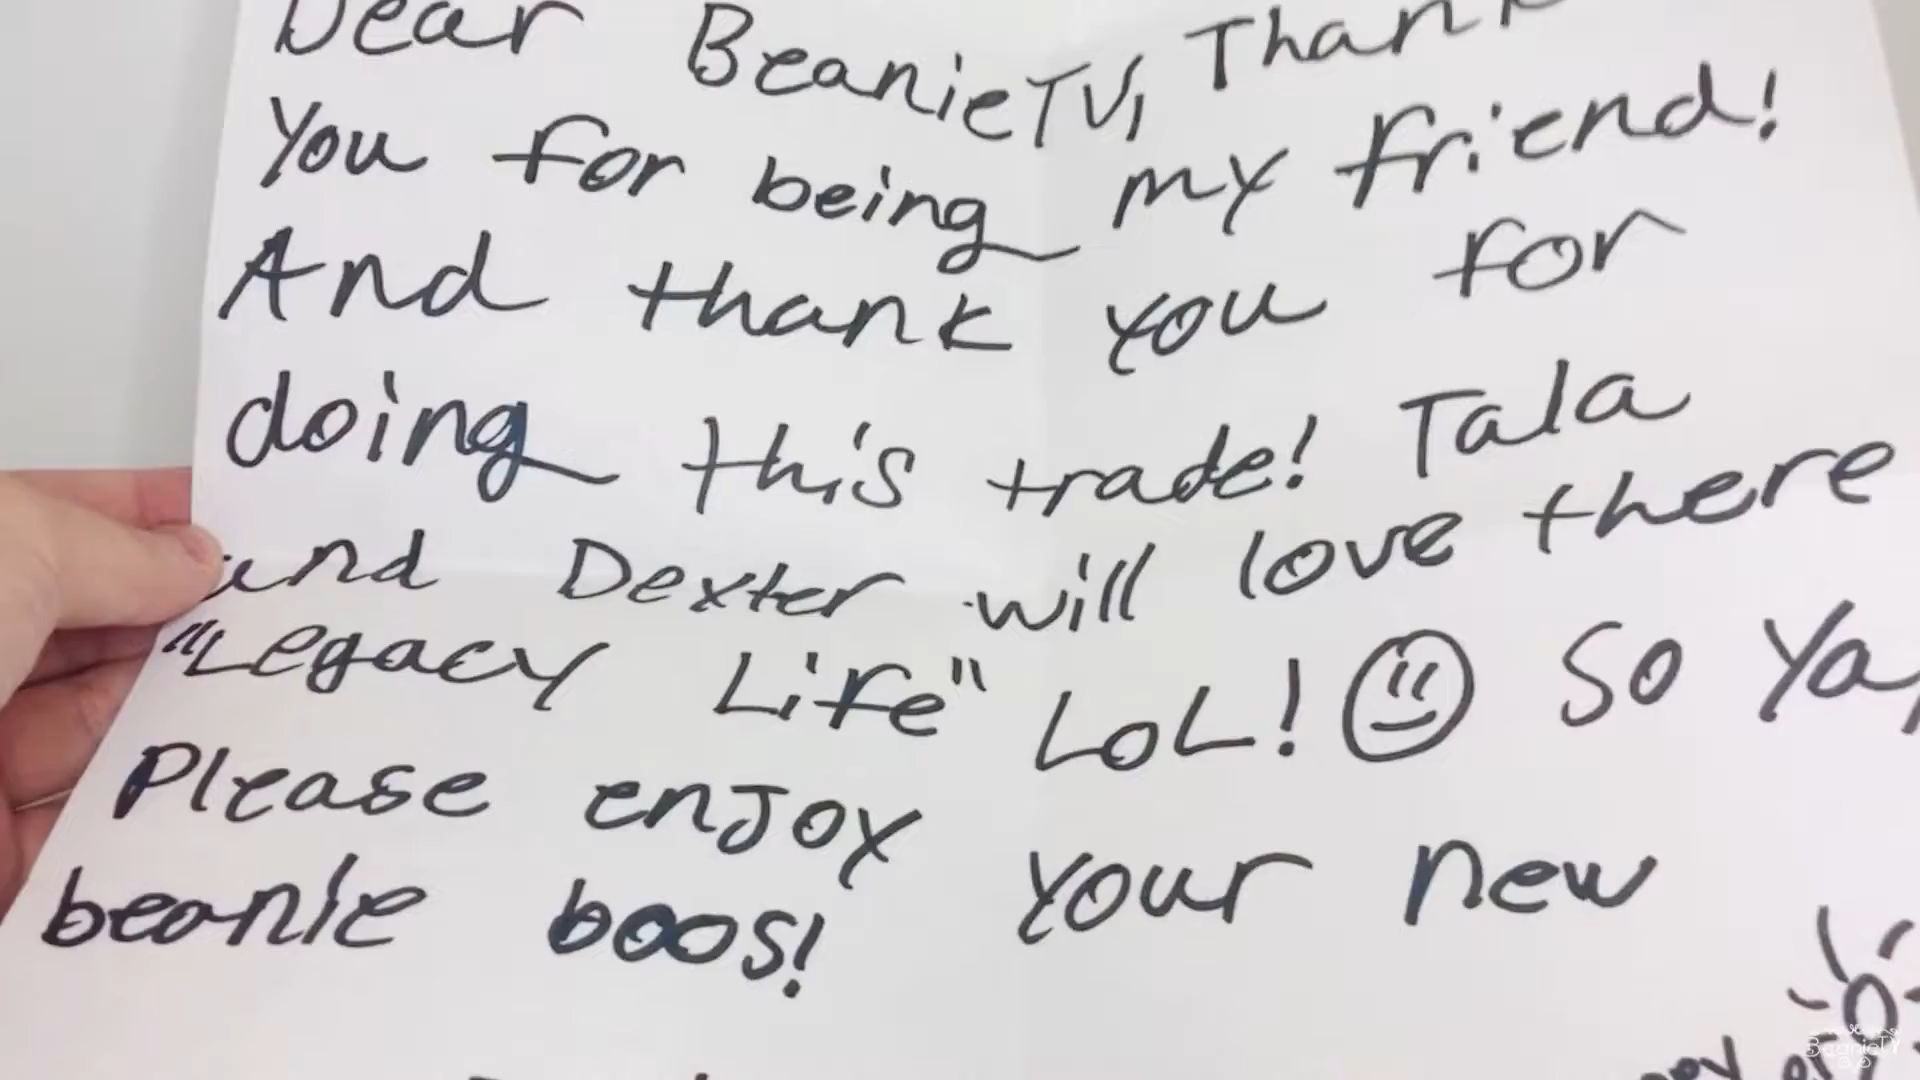 Dear BeanieTV, Thank
You for being my friend!
And thank you for
doing this trade! Tala
and Dexter will love there
"Legacy Life" LOL! So Ya,
Please enjoy your new
beanie boos!
BeanieTV